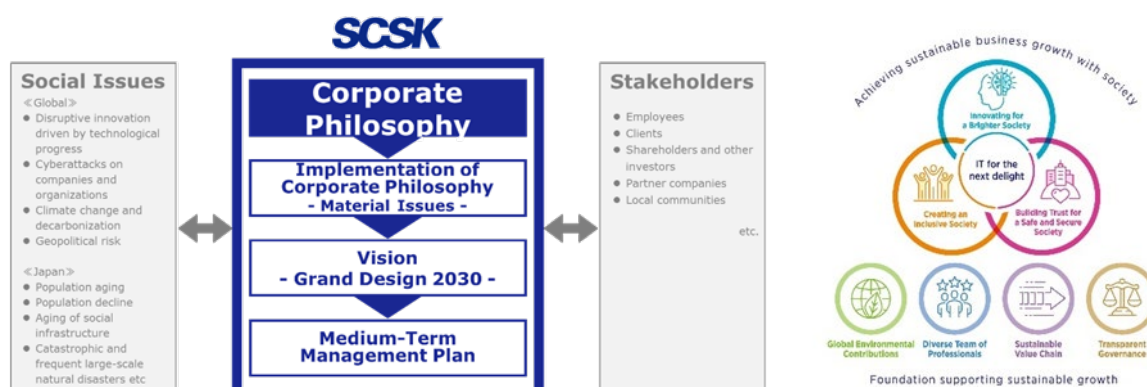 SCSK
Social Issues
≪Global≫
● Disruptive innovation
driven by technological
progress
● Cyberattacks on
companies and
organizations
● Climate change and
decarbonization
● Geopolitical risk
≪Japan≫
● Population aging
● Population decline
● Aging of social
infrastructure
● Catastrophic and
frequent large-scale
natural disasters etc
Corporate
Philosophy
Implementation of
Corporate Philosophy
- Material Issues -
Vision
- Grand Design 2030 -
Medium-Term
Management Plan
Stakeholders
● Employees
● Clients
● Shareholders and other
investors
● Partner companies
● Local communities
etc.
Achieving sustainable business growth with society
Innovating for
a Brighter Society
IT for the
next delight
Creating an
Inclusive Society
Building Trust for
a Safe and Secure
Society
Global Environmental
Contributions
Diverse Team of
Professionals
Sustainable
Value Chain
Transparent
Governance
Foundation supporting sustainable growth